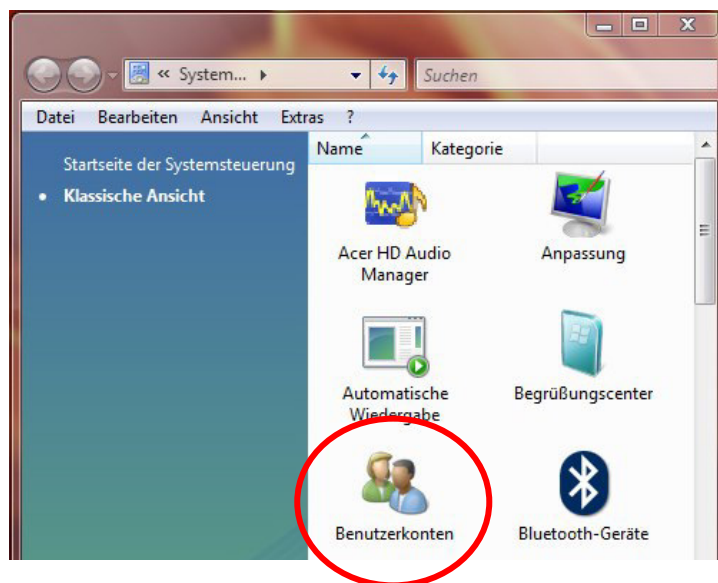 « System...
Suchen
Datei Bearbeiten Ansicht Extras ?
Startseite der Systemsteuerung
• Klassische Ansicht
Name Kategorie
Acer HD Audio
Manager
Anpassung
Automatische
Wiedergabe
Begrüßungscenter
Benutzerkonten
Bluetooth-Geräte